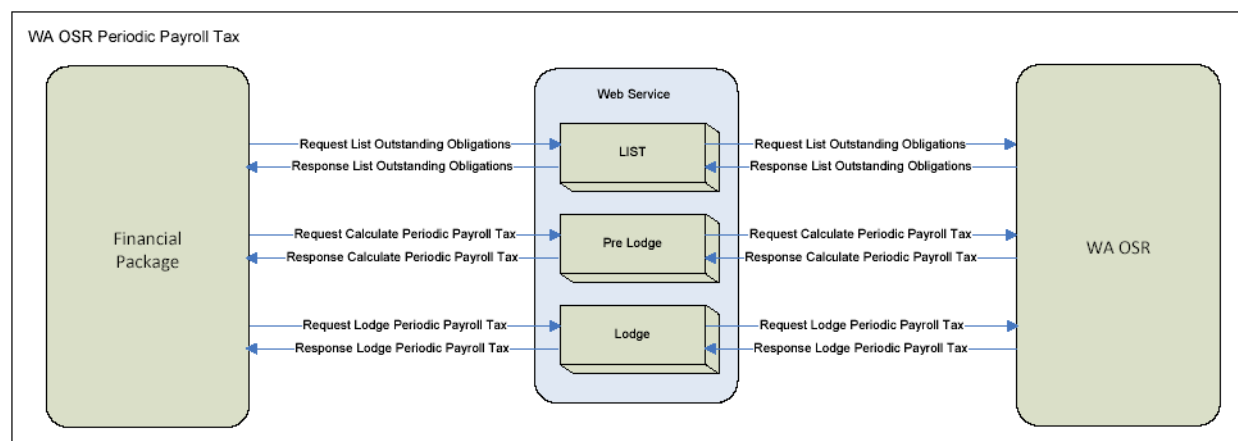 WA OSR Periodic Payroll Tax
Web Service
Financial
Package
WA OSR
LIST
Request List Outstanding Obligations
Response List Outstanding Obligations
Request List Outstanding Obligations
Response List Outstanding Obligations
Pre Lodge
Request Calculate Periodic Payroll Tax
Response Calculate Periodic Payroll Tax
Request Calculate Periodic Payroll Tax
Response Calculate Periodic Payroll Tax
Lodge
Request Lodge Periodic Payroll Tax
Response Lodge Periodic Payroll Tax
Request Lodge Periodic Payroll Tax
Response Lodge Periodic Payroll Tax